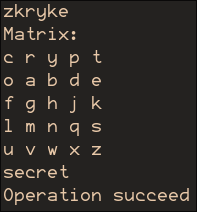 zkryke
Matrix:
c r y p t
o a b d e
f g h j k
l m n q s
u v w x z
secret
Operation succeed